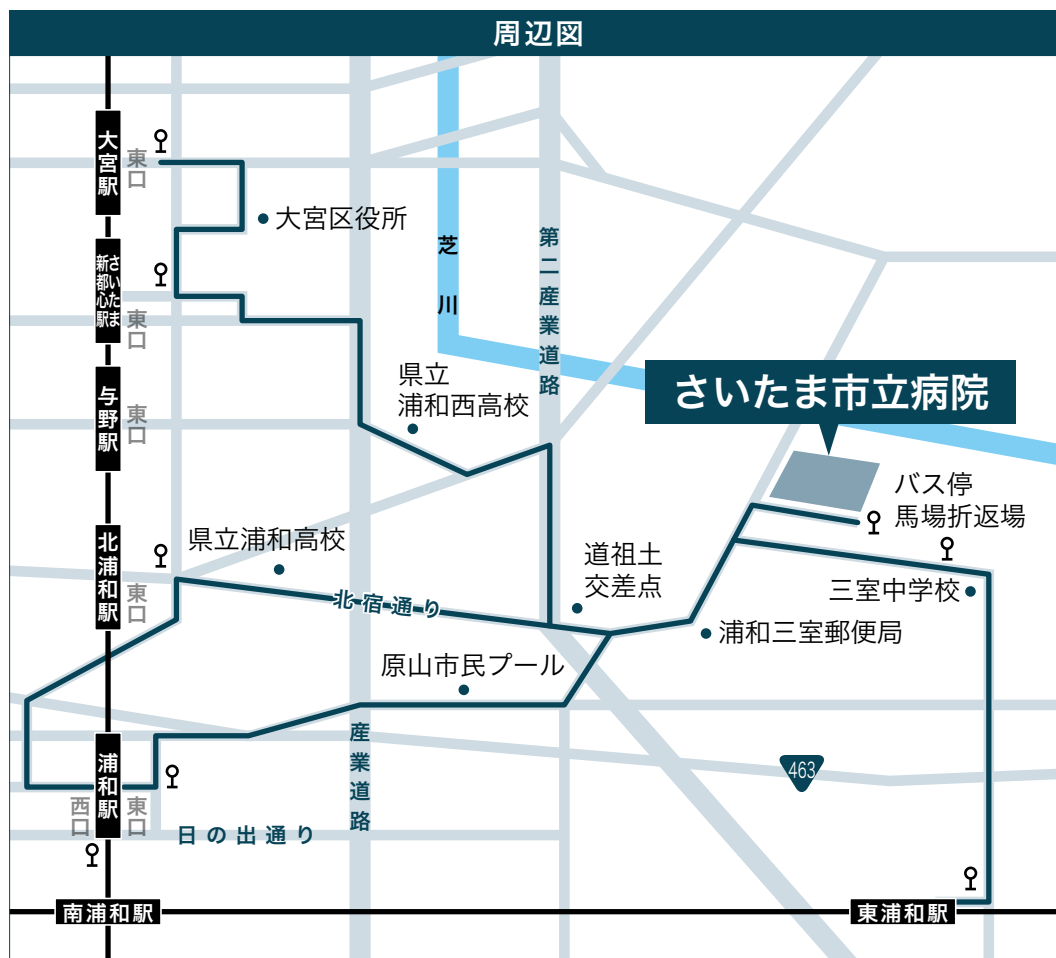 周辺図
大宮駅
東口
大宮区役所
芝川
第二産業道路
さいたま
新都心駅
東口
県立
浦和西高校
さいたま市立病院
与野駅
東口
バス停
馬場折返場
北浦和駅
東口
県立浦和高校
北宿通り
道祖土
交差点
三室中学校
浦和三室郵便局
原山市民プール
産業道路
463
浦和駅
西口
東口
日の出通り
南浦和駅
東浦和駅